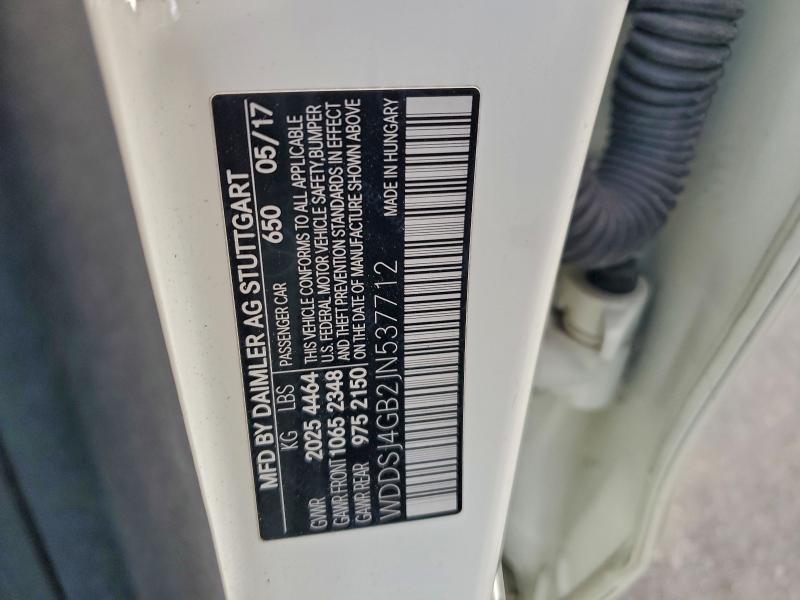 MFD BY DAIMLER AG STUTTGART
KG LBS 650 05/17
PASSENGER CAR
GVWR 2025 4464 THIS VEHICLE CONFORMS TO ALL APPLICABLE
U.S. FEDERAL MOTOR VEHICLE SAFETY,BUMPER
GAWR FRONT 1065 2348 AND THEFT PREVENTION STANDARDS IN EFFECT
GAWR REAR 975 2150 ON THE DATE OF MANUFACTURE SHOWN ABOVE
WDDSJ4GB2JN537712 MADE IN HUNGARY